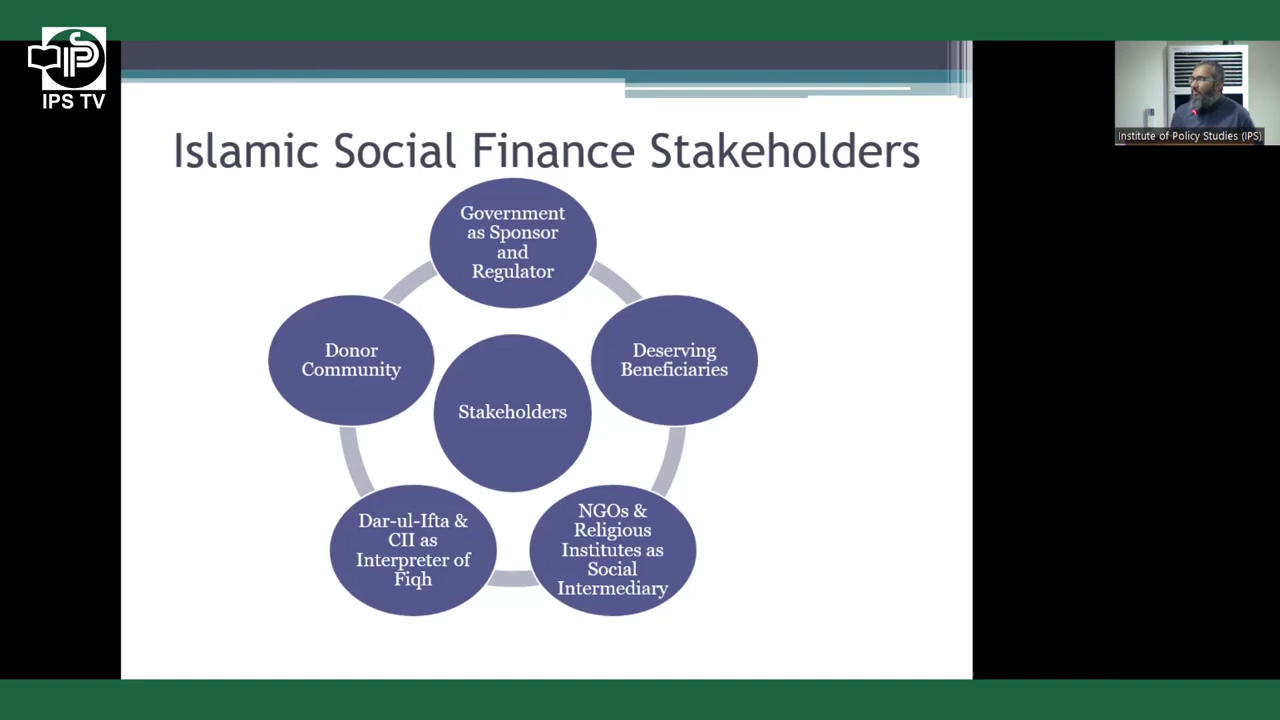 IPS
IPS TV
Institute of Policy Studies (IPS)
Islamic Social Finance Stakeholders
Government
as Sponsor
and
Regulator
Deserving
Beneficiaries
NGOs &
Religious
Institutes as
Social
Intermediary
Dar-ul-Ifta &
CII as
Interpreter of
Fiqh
Donor
Community
Stakeholders